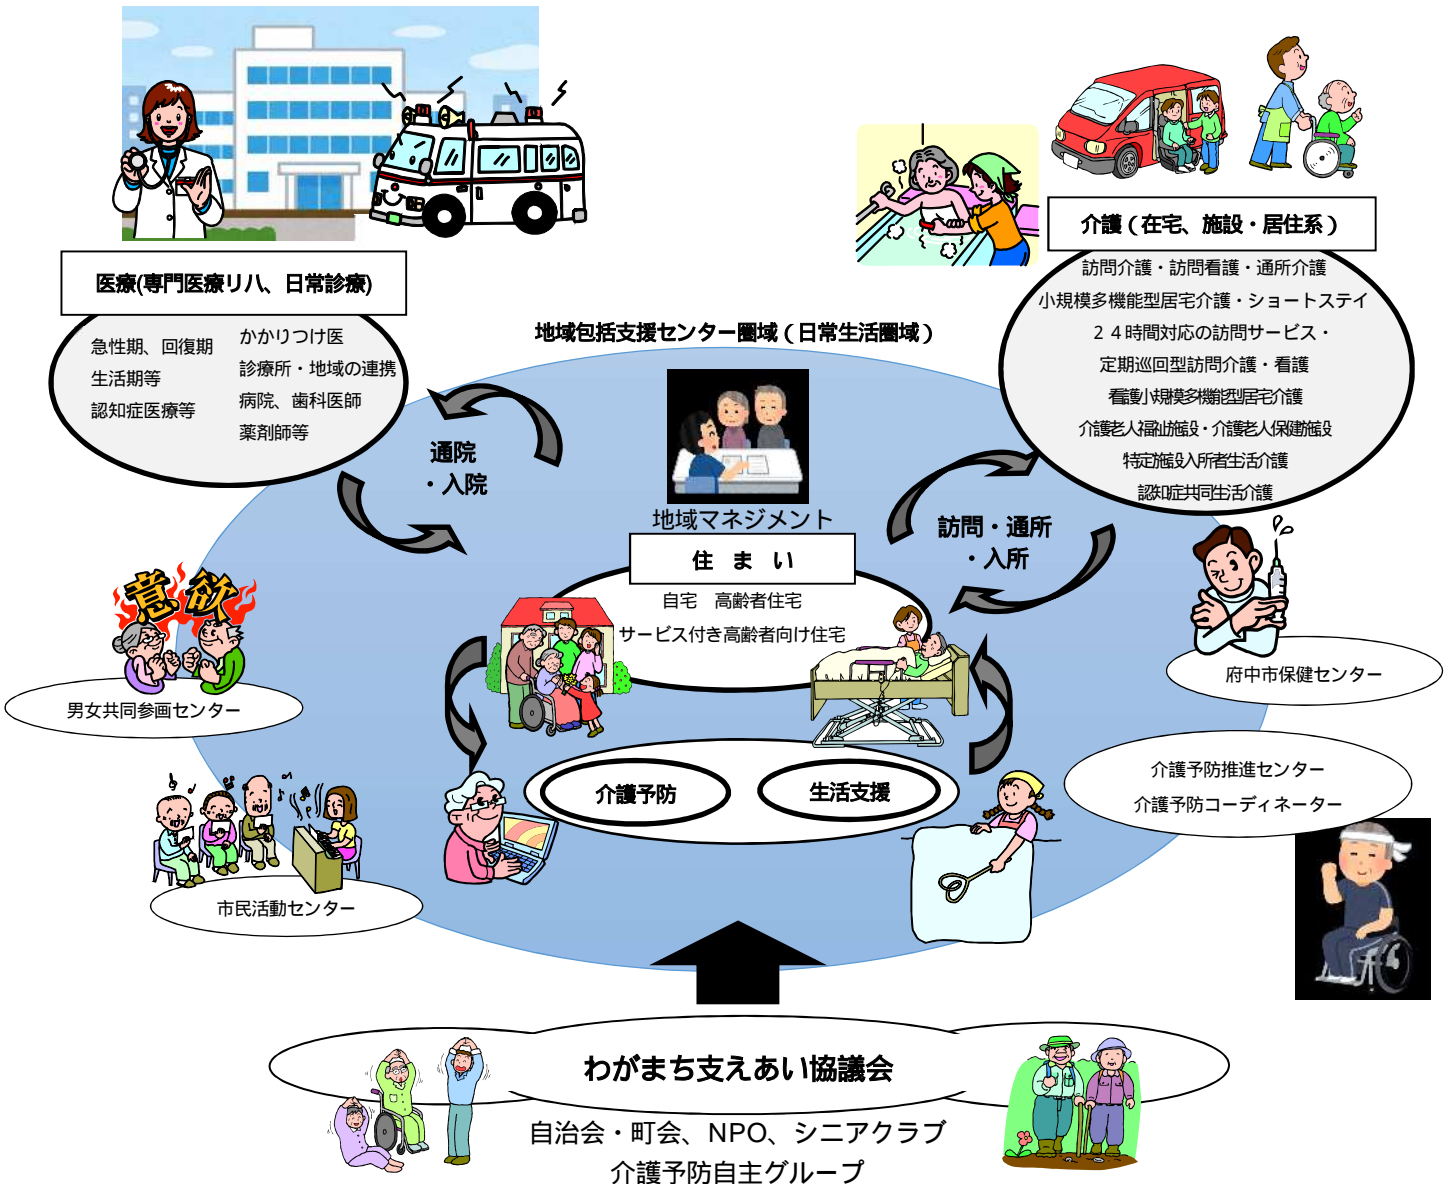 医療(専門医療リハ、日常診療)
急性期、回復期
生活期等
認知症医療等
かかりつけ医
診療所・地域の連携
病院、歯科医師
薬剤師等
介護(在宅、施設・居住系)
訪問介護・訪問看護・通所介護
小規模多機能型居宅介護・ショートステイ
24時間対応の訪問サービス・
定期巡回型訪問介護・看護
看護小規模多機能型居宅介護
介護老人福祉施設・介護老人保健施設
特定施設入所者生活介護
認知症共同生活介護
地域包括支援センター圏域(日常生活圏域)
通院
・入院
地域マネジメント
訪問・通所
・入所
住まい
自宅 高齢者住宅
サービス付き高齢者向け住宅
意欲
男女共同参画センター
府中市保健センター
介護予防
生活支援
介護予防推進センター
介護予防コーディネーター
市民活動センター
わがまち支えあい協議会
自治会・町会、NPO、シニアクラブ
介護予防自主グループ